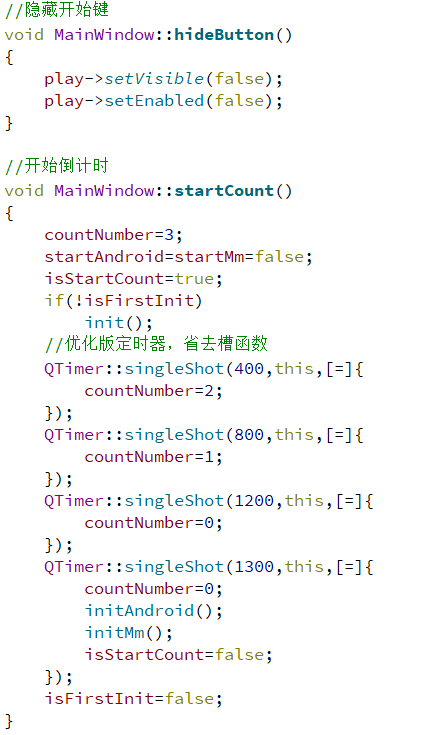 //隐藏开始键
void MainWindow::hideButton()
{
    play->setVisible(false);
    play->setEnabled(false);
}

//开始倒计时
void MainWindow::startCount()
{
    countNumber=3;
    startAndroid=startMm=false;
    isStartCount=true;
    if(!isFirstInit)
        init();
    //优化版定时器，省去槽函数
    QTimer::singleShot(400,this,[=]{
        countNumber=2;
    });
    QTimer::singleShot(800,this,[=]{
        countNumber=1;
    });
    QTimer::singleShot(1200,this,[=]{
        countNumber=0;
    });
    QTimer::singleShot(1300,this,[=]{
        countNumber=0;
        initAndroid();
        initMm();
        isStartCount=false;
    });
    isFirstInit=false;
}